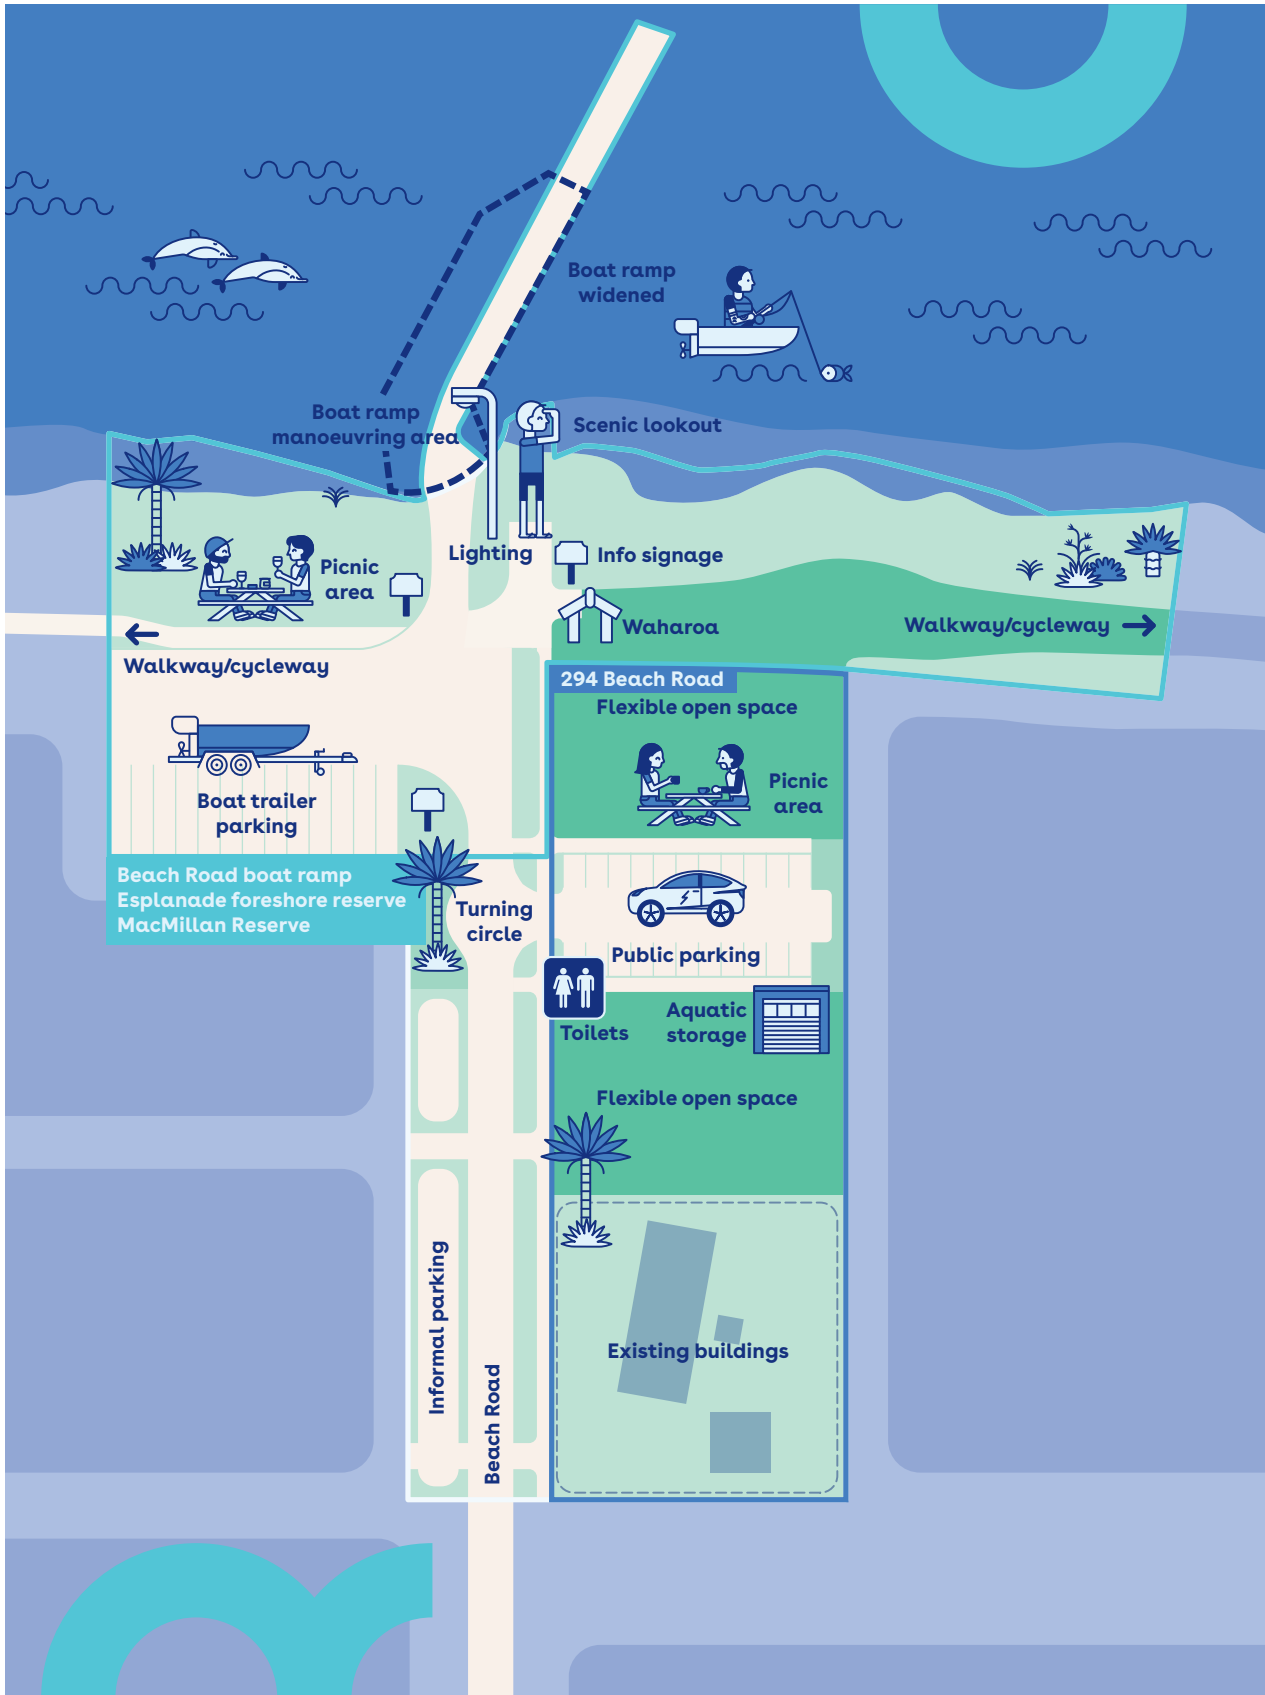 Boat ramp
widened
Boat ramp
manoeuvring area
Scenic lookout
Lighting
Info signage
Picnic
area
Waharoa
Walkway/cycleway
Walkway/cycleway
294 Beach Road
Flexible open space
Picnic
area
Boat trailer
parking
Beach Road boat ramp
Esplanade foreshore reserve
MacMillan Reserve
Turning
circle
Public parking
Toilets
Aquatic
storage
Flexible open space
Informal parking
Beach Road
Existing buildings